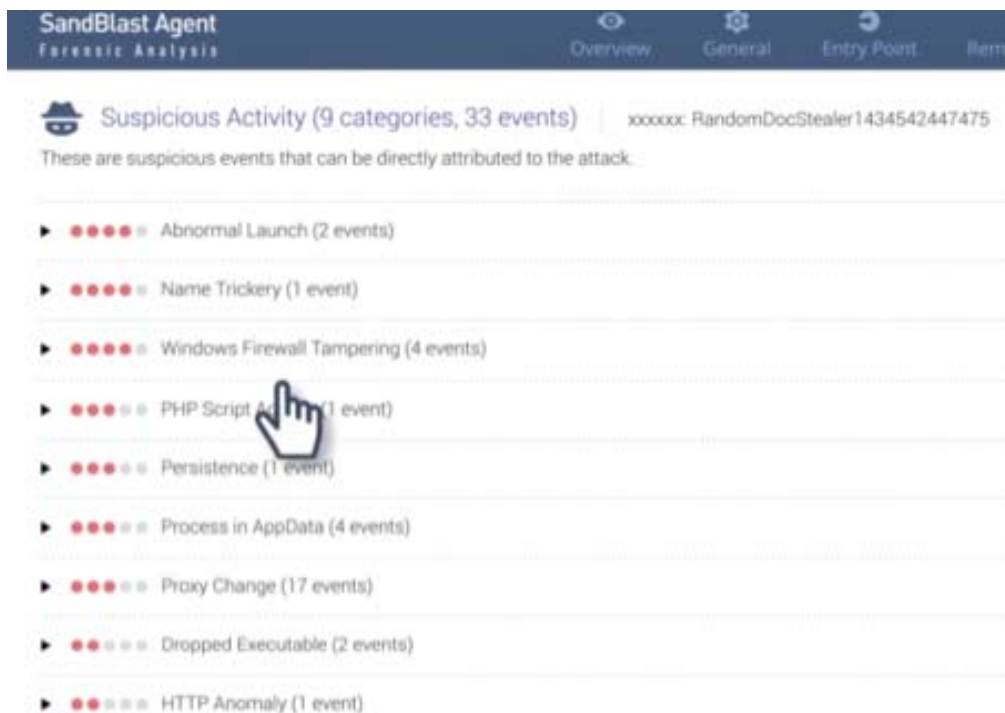 SandBlast Agent
Forensic Analysis
Overview
General
Entry Point
Rem
Suspicious Activity (9 categories, 33 events)
xxxxxx: RandomDocStealer1434542447475
These are suspicious events that can be directly attributed to the attack.
Abnormal Launch (2 events)
Name Trickery (1 event)
Windows Firewall Tampering (4 events)
PHP Script (1 event)
Persistence (1 event)
Process in AppData (4 events)
Proxy Change (17 events)
Dropped Executable (2 events)
HTTP Anomaly (1 event)